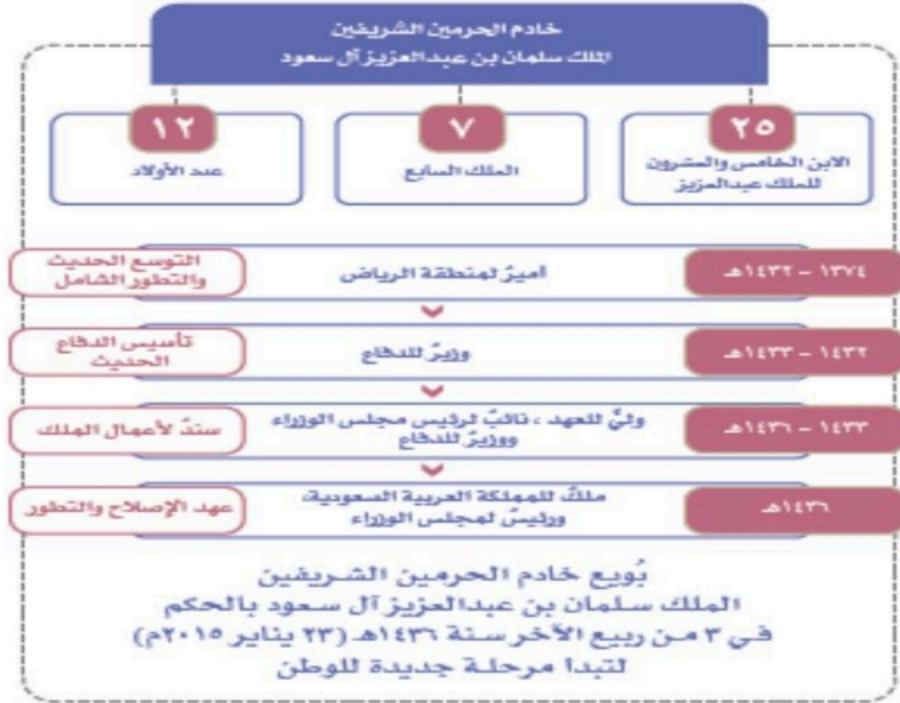 خادم الحرمين الشريفين
الملك سلمان بن عبدالعزيز آل سعود
٢٥
الابن الخامس والعشرون
للملك عبدالعزيز
٧
الملك السابع
١٢
عدد الأولاد
١٣٧٤ – ١٤٣٢هـ
أميرٌ لمنطقة الرياض
التوسع الحديث
والتطور الشامل
١٤٣٢ – ١٤٣٣هـ
وزيرٌ للدفاع
تأسيس الدفاع
الحديث
١٤٣٣ – ١٤٣٦هـ
وليٌّ للعهد ، نائبٌ لرئيس مجلس الوزراء
ووزيرٌ للدفاع
سندٌ لأعمال الملك
١٤٣٦هـ
ملكٌ للمملكة العربية السعودية،
ورئيسٌ لمجلس الوزراء
عهد الإصلاح والتطور
بُويع خادم الحرمين الشريفين
الملك سلمان بن عبدالعزيز آل سعود بالحكم
في ٣ من ربيع الآخر سنة ١٤٣٦هـ (٢٣ يناير ٢٠١٥م)
لتبدا مرحلة جديدة للوطن